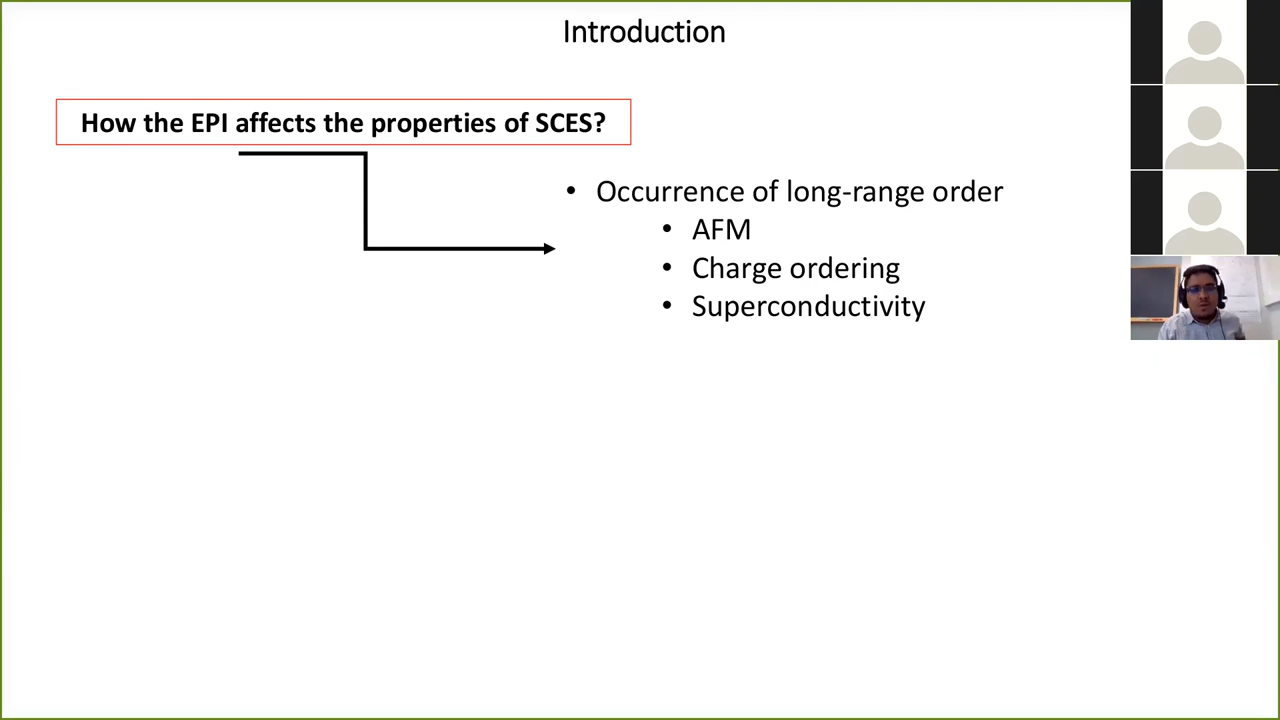 Introduction
How the EPI affects the properties of SCES?
• Occurrence of long-range order
• AFM
• Charge ordering
• Superconductivity